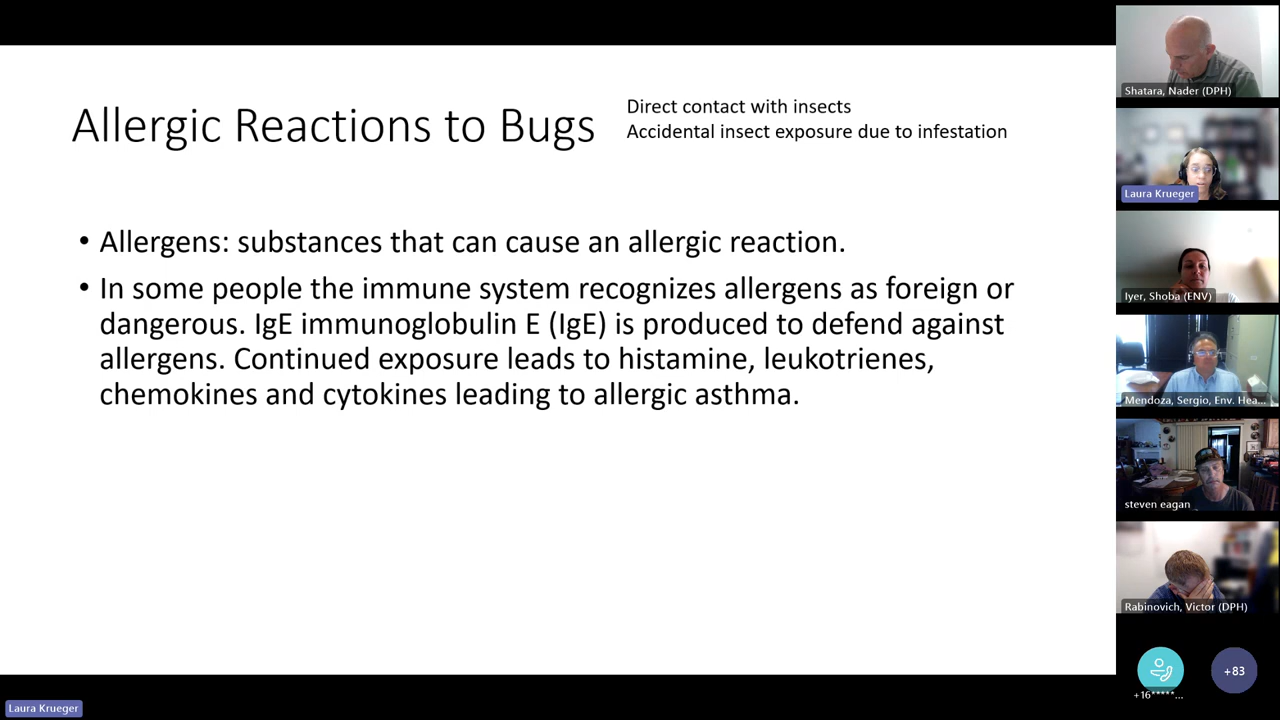 Allergic Reactions to Bugs
Direct contact with insects
Accidental insect exposure due to infestation
• Allergens: substances that can cause an allergic reaction.
• In some people the immune system recognizes allergens as foreign or
dangerous. IgE immunoglobulin E (IgE) is produced to defend against
allergens. Continued exposure leads to histamine, leukotrienes,
chemokines and cytokines leading to allergic asthma.
Shatara, Nader (DPH)
Laura Krueger
Iyer, Shoba (ENV)
Mendoza, Sergio, Env. Hea...
steven eagan
Rabinovich, Victor (DPH)
+16*****...
+83
Laura Krueger